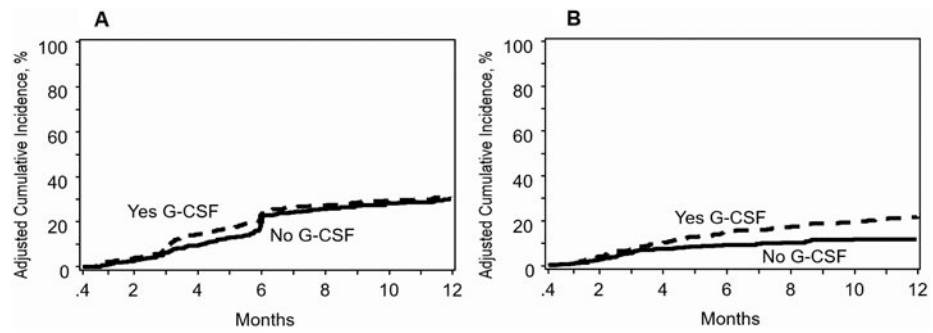 A
Adjusted Cumulative Incidence, %
100
80
60
40
20
0
Yes G-CSF
No G-CSF
.4 2 4 6 8 10 12
Months
B
Adjusted Cumulative Incidence, %
100
80
60
40
20
0
Yes G-CSF
No G-CSF
.4 2 4 6 8 10 12
Months